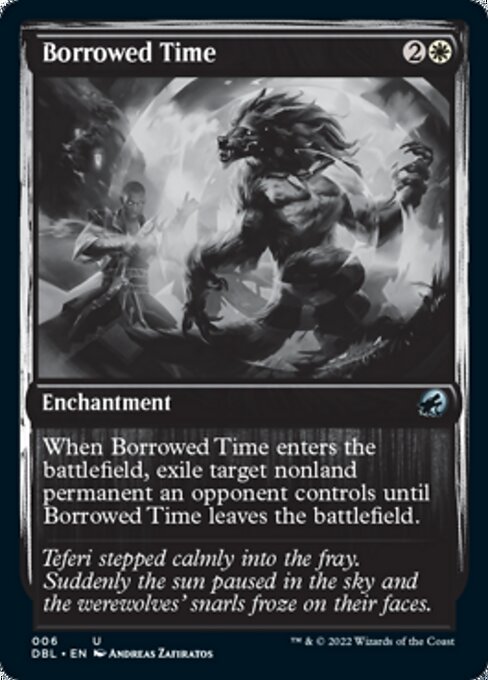 Borrowed Time 2
Enchantment
When Borrowed Time enters the
battlefield, exile target nonland
permanent an opponent controls until
Borrowed Time leaves the battlefield.
Teferi stepped calmly into the fray.
Suddenly the sun paused in the sky and
the werewolves' snarls froze on their faces.
006 U
DBL • EN Andreas Zafiratos
™ & © 2022 Wizards of the Coast